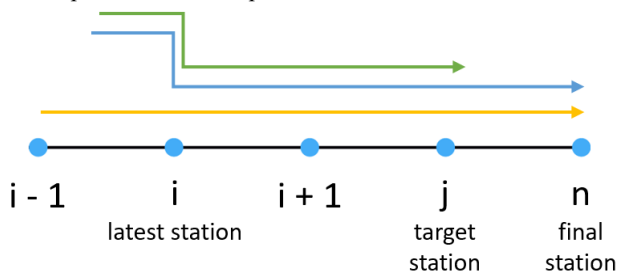 i - 1 i i + 1 j n
latest station target final
station station